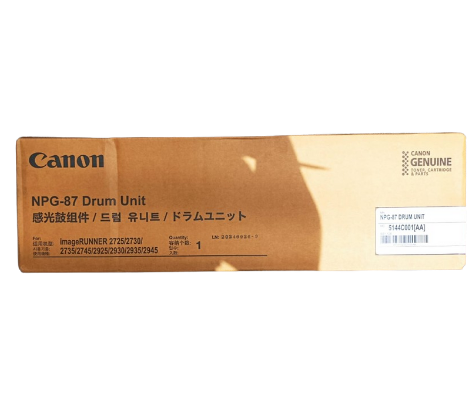 Canon
CANON
GENUINE
TONER, CARTRIDGE
& PARTS
NPG-87 Drum Unit
感光鼓组件 / 드럼 유니트 / ドラムユニット
For:
imageRUNNER 2725/2730/
2735/2745/2925/2930/2935/2945
Quantity:
1
NPG-87 DRUM UNIT
5144C001[AA]